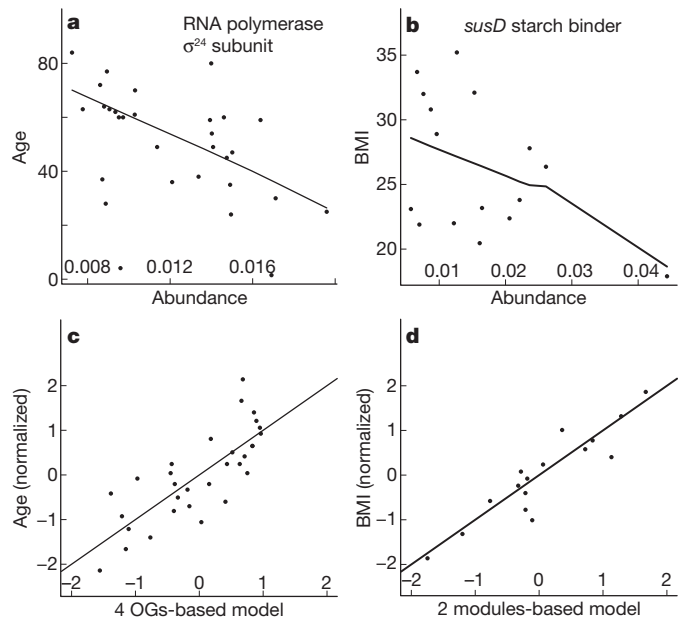 a
RNA polymerase
σ24 subunit
80
40
0
Age
0.008
0.012
0.016
Abundance
b
susD starch binder
35
30
25
20
BMI
0.01
0.02
0.03
0.04
Abundance
c
2
1
0
−1
−2
Age (normalized)
−2
−1
0
1
2
4 OGs-based model
d
2
1
0
−1
−2
BMI (normalized)
−2
−1
0
1
2
2 modules-based model